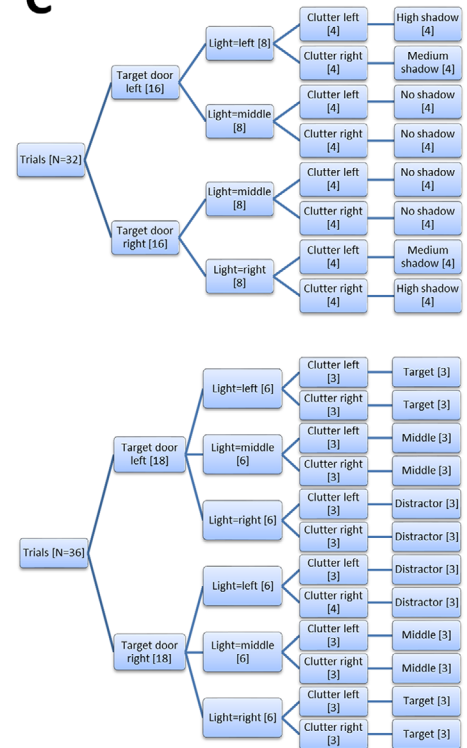 C
Trials [N=32]
Target door
left [16]
Target door
right [16]
Light=left [8]
Light=middle
[8]
Light=middle
[8]
Light=right
[8]
Clutter left
[4]
Clutter right
[4]
Clutter left
[4]
Clutter right
[4]
Clutter left
[4]
Clutter right
[4]
Clutter left
[4]
Clutter right
[4]
High shadow
[4]
Medium
shadow [4]
No shadow
[4]
No shadow
[4]
No shadow
[4]
No shadow
[4]
Medium
shadow [4]
High shadow
[4]
Trials [N=36]
Target door
left [18]
Target door
right [18]
Light=left [6]
Light=middle
[6]
Light=right [6]
Light=left [6]
Light=middle
[6]
Light=right [6]
Clutter left
[3]
Clutter right
[3]
Clutter left
[3]
Clutter right
[3]
Clutter left
[3]
Clutter right
[3]
Clutter left
[3]
Clutter right
[4]
Clutter left
[3]
Clutter right
[3]
Clutter left
[3]
Clutter right
[3]
Target [3]
Target [3]
Middle [3]
Middle [3]
Distractor [3]
Distractor [3]
Distractor [3]
Distractor [3]
Middle [3]
Middle [3]
Target [3]
Target [3]